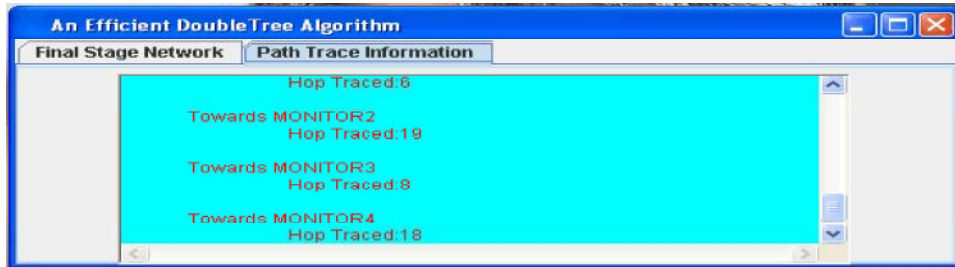 An Efficient DoubleTree Algorithm
Final Stage Network Path Trace Information
Hop Traced:6
Towards MONITOR2
Hop Traced:19
Towards MONITOR3
Hop Traced:8
Towards MONITOR4
Hop Traced:18